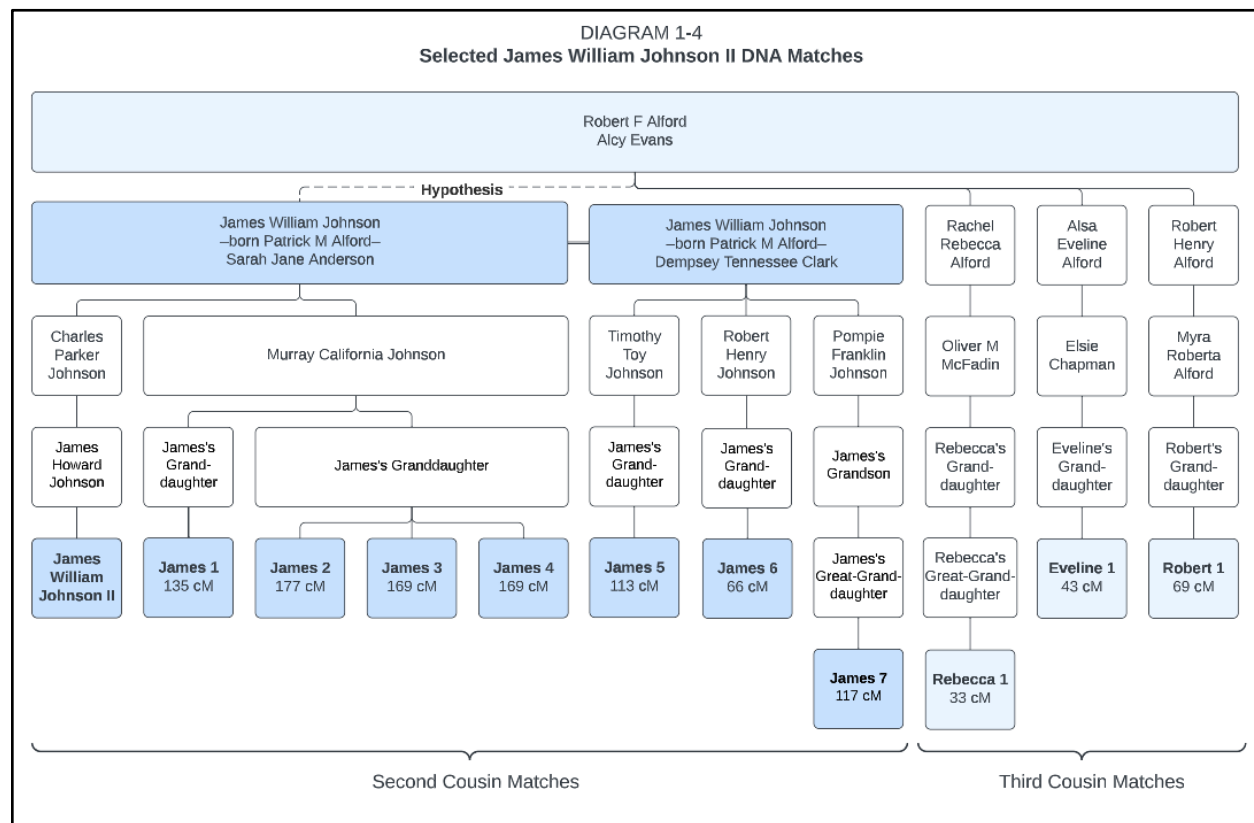 DIAGRAM 1-4
Selected James William Johnson II DNA Matches
Robert F Alford
Alcy Evans
Hypothesis
James William Johnson
–born Patrick M Alford–
Sarah Jane Anderson
James William Johnson
–born Patrick M Alford–
Dempsey Tennessee Clark
Rachel
Rebecca
Alford
Alsa
Eveline
Alford
Robert
Henry
Alford
Charles
Parker
Johnson
Murray California Johnson
Timothy
Toy
Johnson
Robert
Henry
Johnson
Pompie
Franklin
Johnson
Oliver M
McFadin
Elsie
Chapman
Myra
Roberta
Alford
James
Howard
Johnson
James's
Grand-
daughter
James's Granddaughter
James's
Grand-
daughter
James's
Grand-
daughter
James's
Grandson
Rebecca's
Grand-
daughter
Eveline's
Grand-
daughter
Robert's
Grand-
daughter
James
William
Johnson II
James 1
135 cM
James 2
177 cM
James 3
169 cM
James 4
169 cM
James 5
113 cM
James 6
66 cM
James's
Great-Grand-
daughter
Rebecca's
Great-Grand-
daughter
Eveline 1
43 cM
Robert 1
69 cM
James 7
117 cM
Rebecca 1
33 cM
Second Cousin Matches
Third Cousin Matches